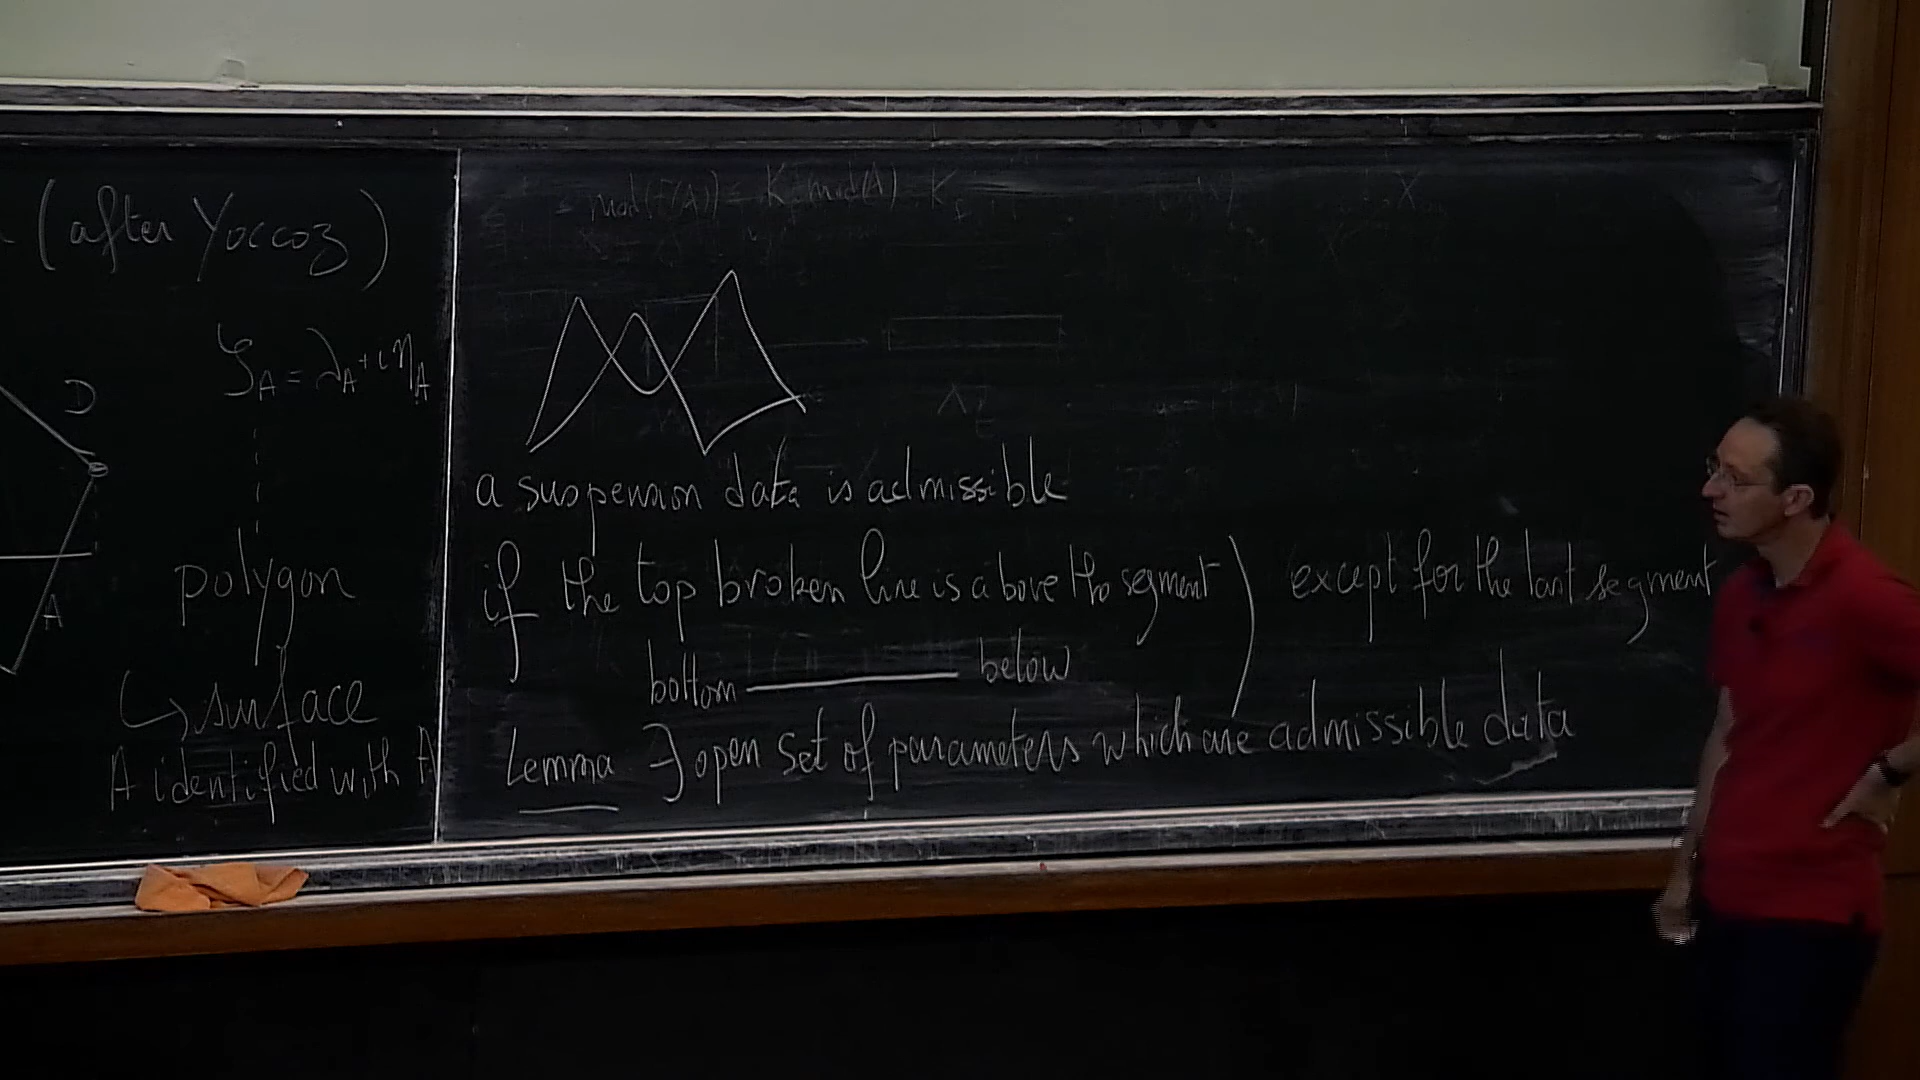 (after Yoccoz)
ζ_A = λ_A + iη_A
D
A
polygon
↪ surface
A identified with A
mod(f(A)) K mod(A) K
a suspension data is admissible
if the top broken line is above the segment ) except for the last segment
bottom ——— below
Lemma ∃ open set of parameters which are admissible data